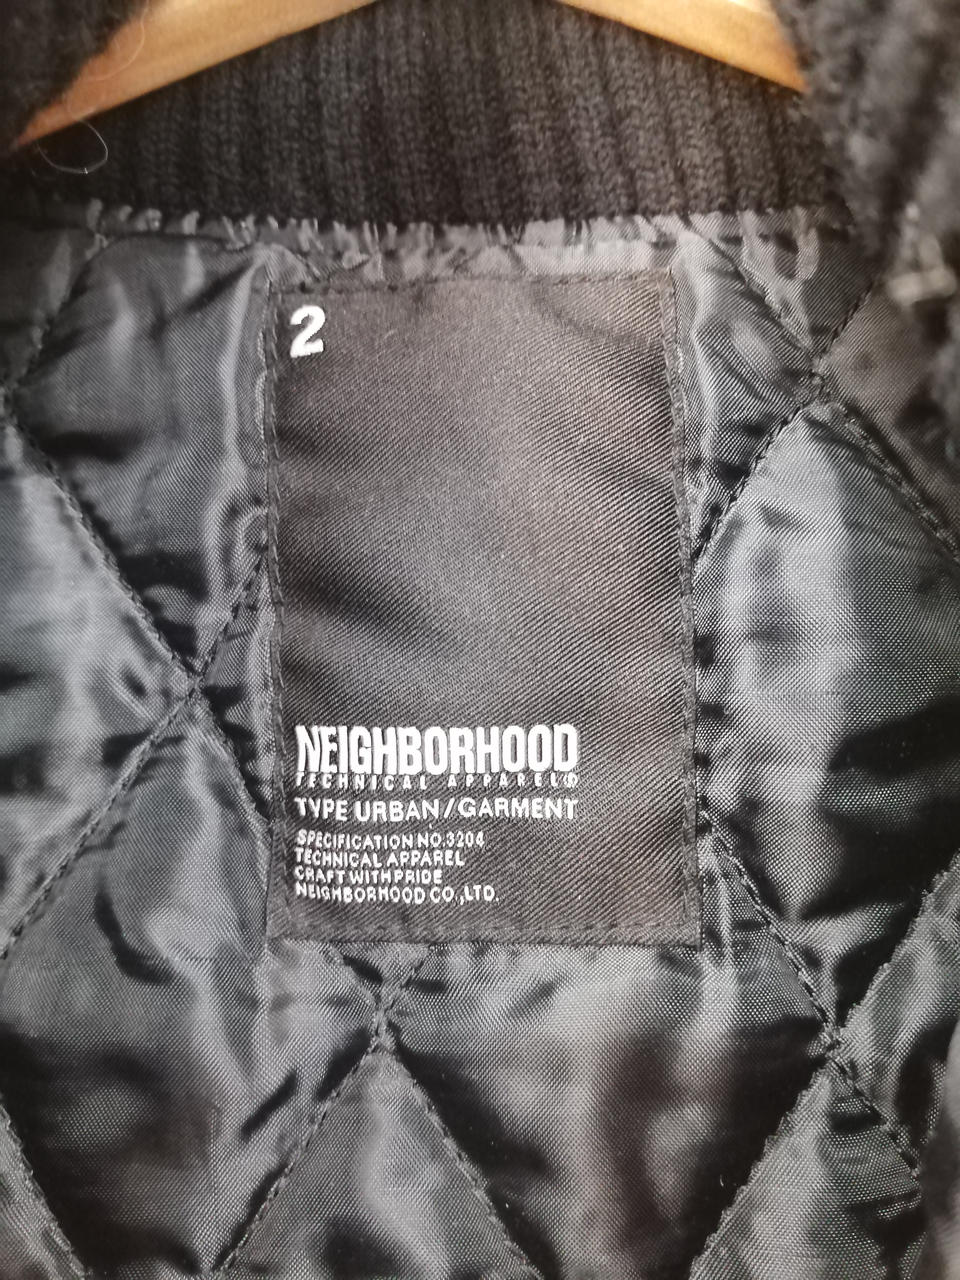 2
NEIGHBORHOOD
TECHNICAL APPAREL®
TYPE URBAN/GARMENT
SPECIFICATION NO.3204
TECHNICAL APPAREL
CRAFT WITH PRIDE
NEIGHBORHOOD CO.,LTD.